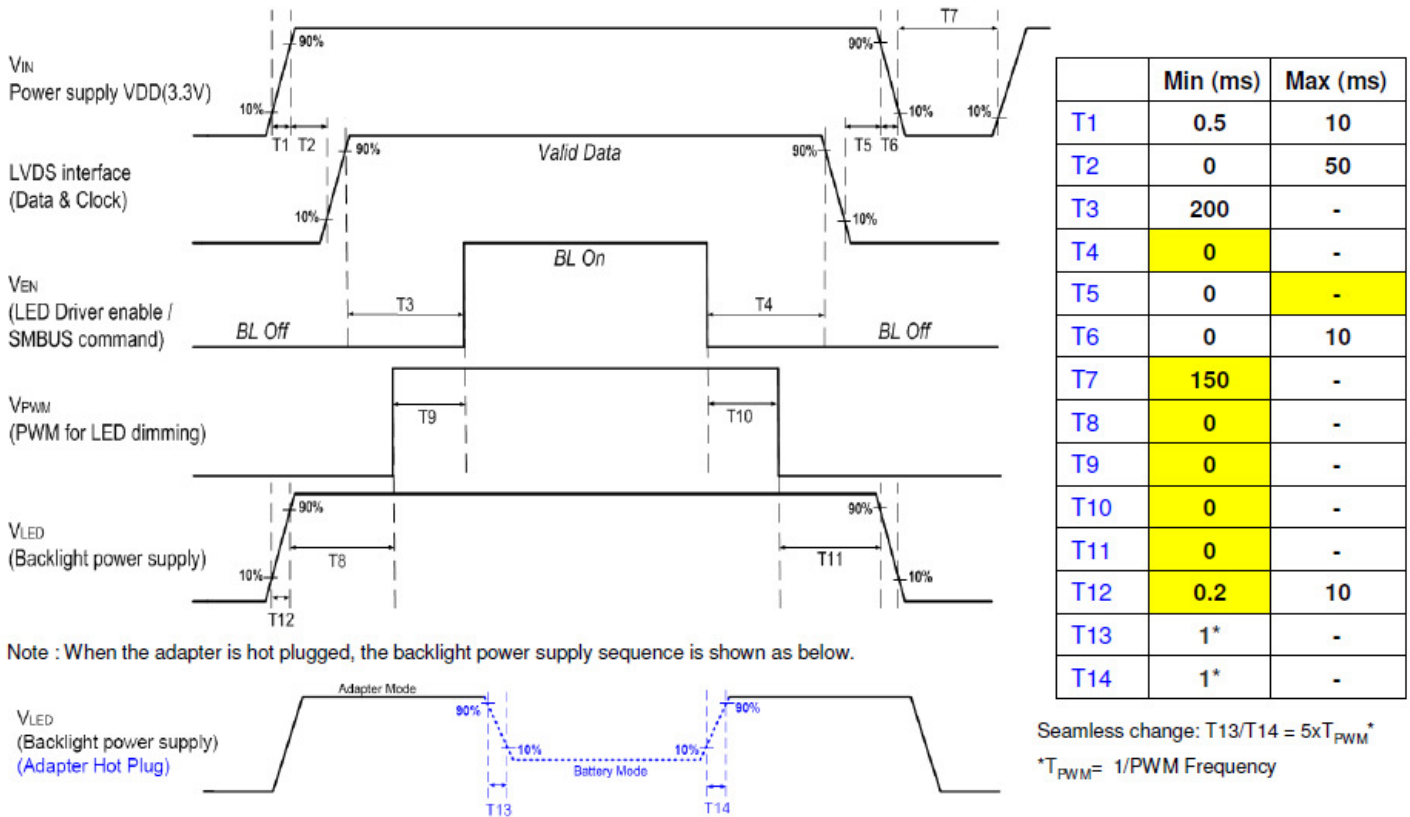 T7
90%
90%
VIN
Power supply VDD(3.3V)
10%
10%
10%
T1 T2
T5 T6
90%
Valid Data
90%
LVDS interface
(Data & Clock)
10%
10%
BL On
VEN
(LED Driver enable /
SMBUS command)
BL Off
T3
T4
BL Off
VPWM
(PWM for LED dimming)
T9
T10
90%
90%
VLED
(Backlight power supply)
T8
T11
10%
10%
T12
Note : When the adapter is hot plugged, the backlight power supply sequence is shown as below.
Adapter Mode
90%
90%
VLED
(Backlight power supply)
(Adapter Hot Plug)
10%
10%
Battery Mode
T13
T14
Min (ms) Max (ms)
T1 0.5 10
T2 0 50
T3 200 -
T4 0 -
T5 0 -
T6 0 10
T7 150 -
T8 0 -
T9 0 -
T10 0 -
T11 0 -
T12 0.2 10
T13 1* -
T14 1* -
Seamless change: T13/T14 = 5xTPWM*
*TPWM= 1/PWM Frequency